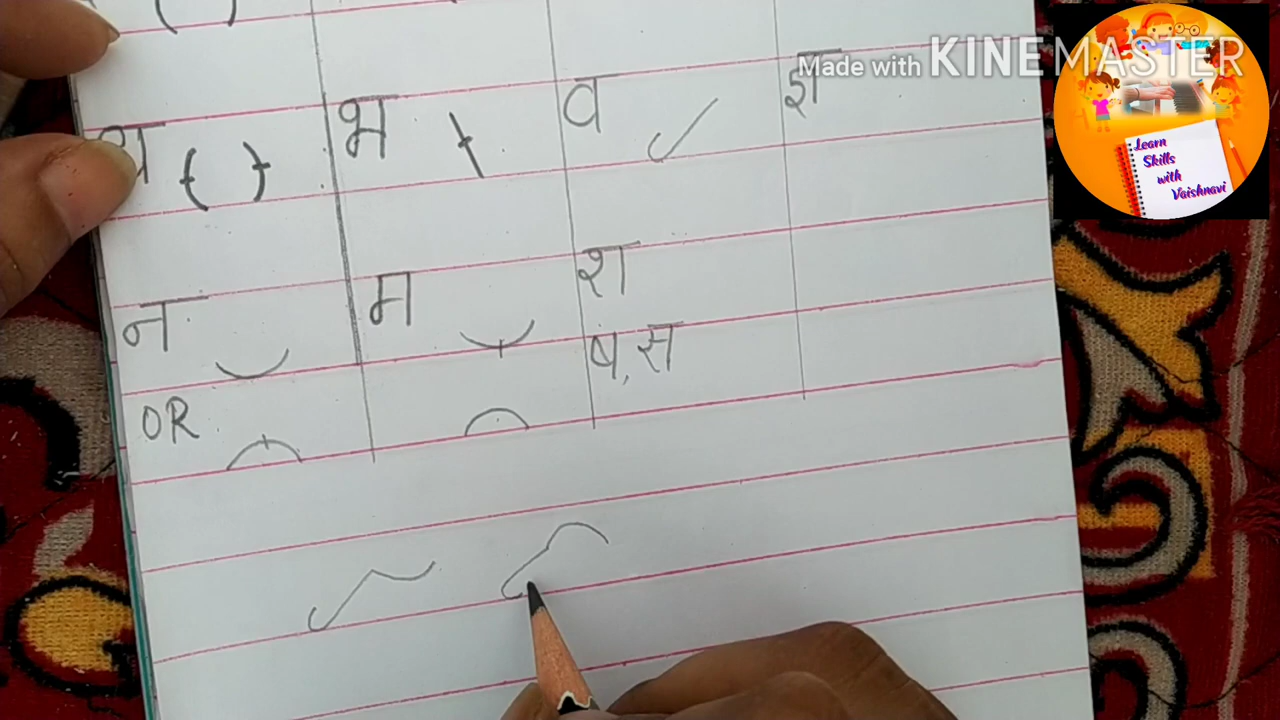 Made with KINEMASTER
Learn
Skills
with
Vaishnavi
भ व
न म श
ष, स
OR